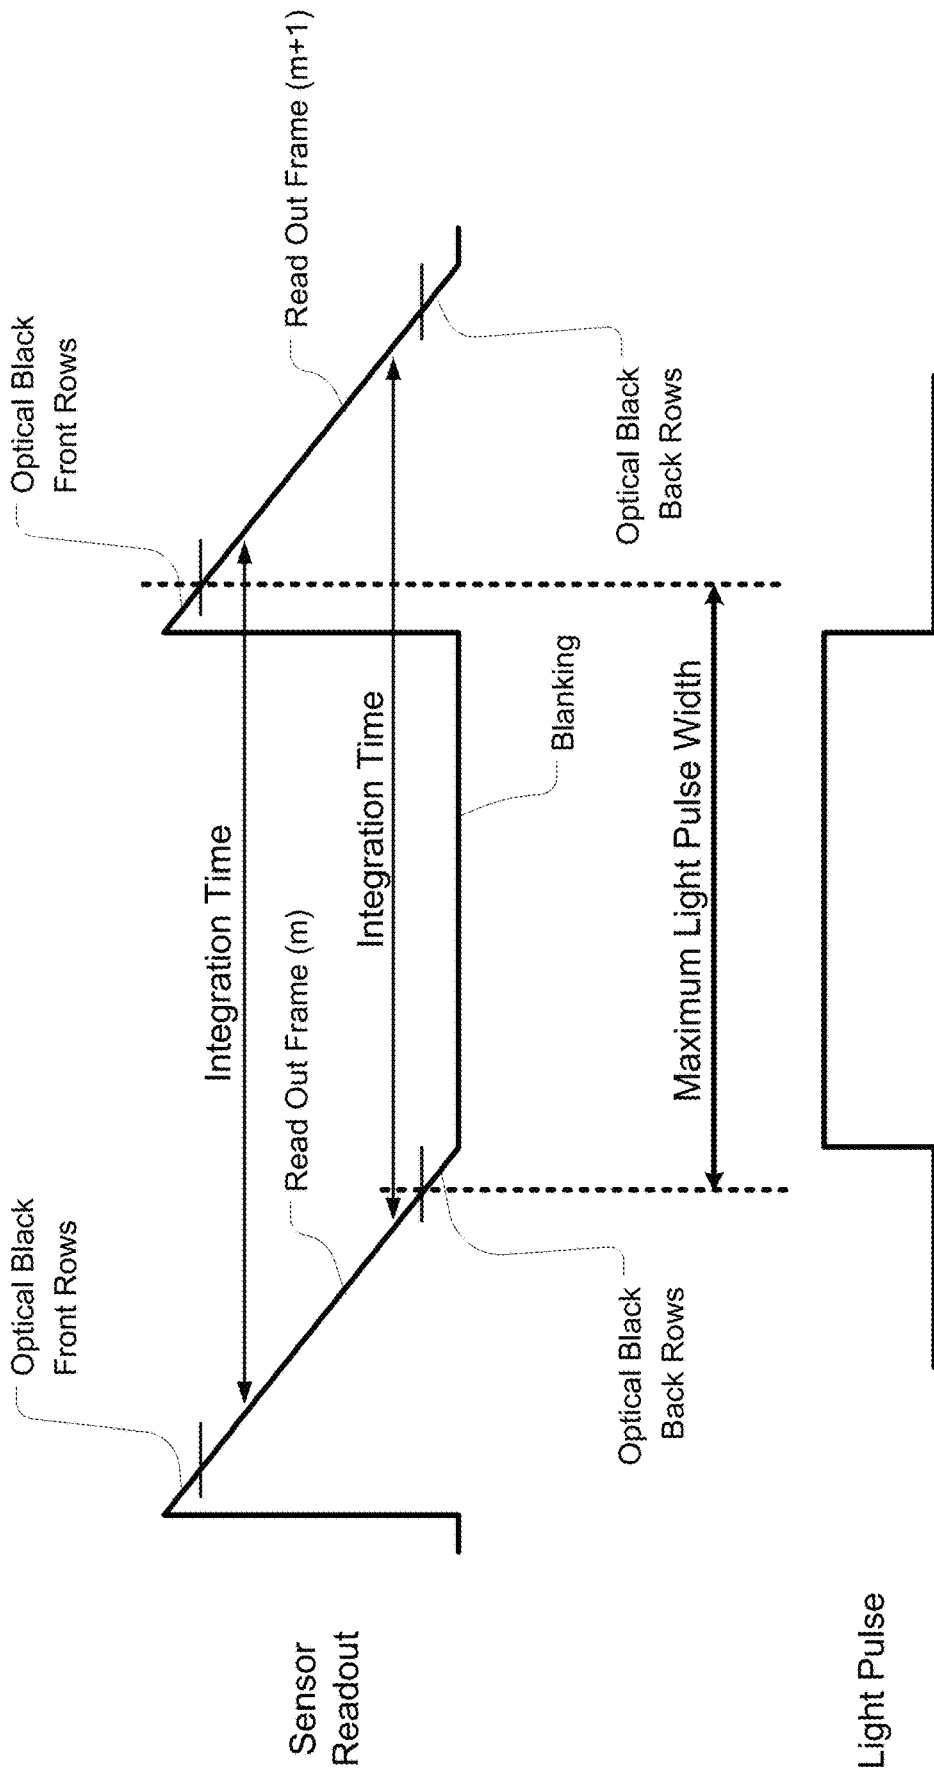 Optical Black
Front Rows
Optical Black
Front Rows
Read Out Frame (m+1)
Integration Time
Read Out Frame (m)
Integration Time
Sensor
Readout
Blanking
Optical Black
Back Rows
Optical Black
Back Rows
Maximum Light Pulse Width
Light Pulse